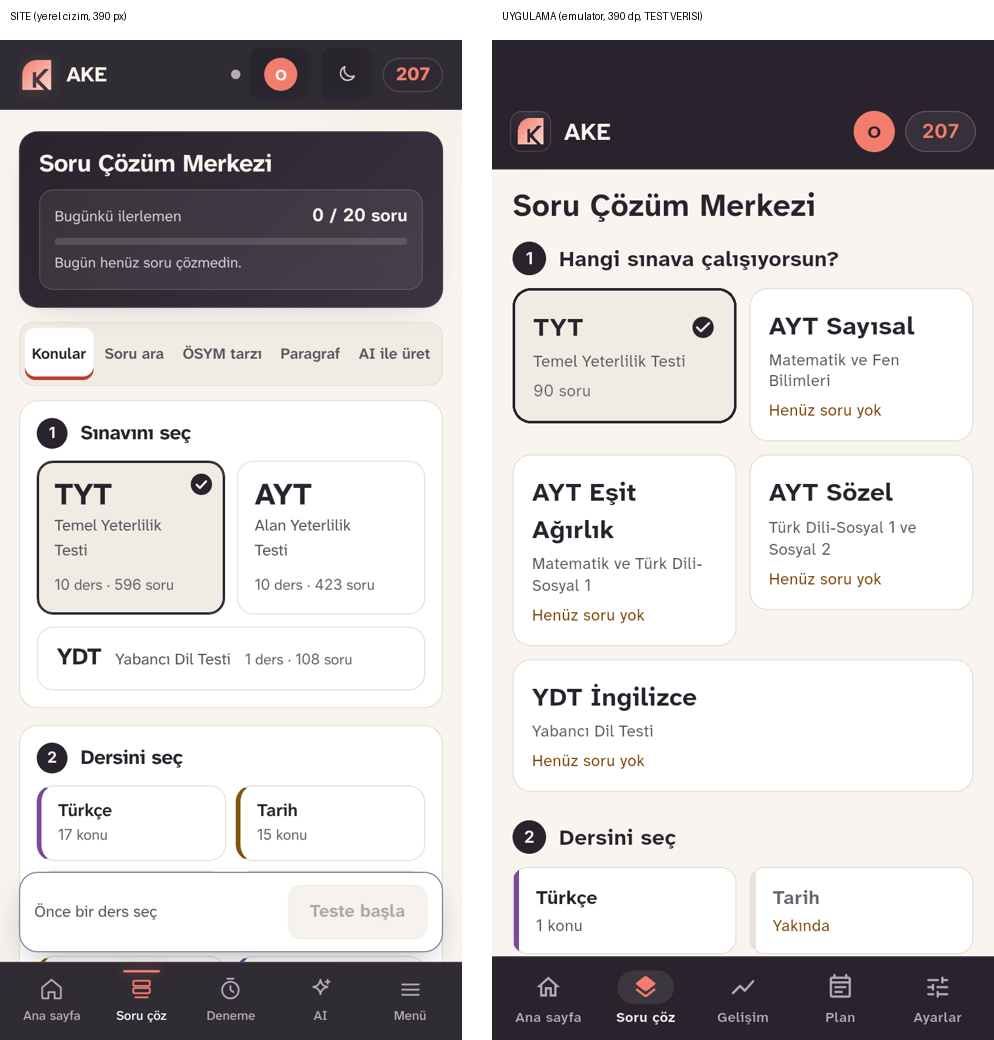 SITE (yerel cizim, 390 px)
AKE
O
207
Soru Çözüm Merkezi
Bugünkü ilerlemen
0 / 20 soru
Bugün henüz soru çözmedin.
Konular
Soru ara
ÖSYM tarzı
Paragraf
AI ile üret
1
Sınavını seç
TYT
Temel Yeterlilik
Testi
10 ders · 596 soru
AYT
Alan Yeterlilik
Testi
10 ders · 423 soru
YDT
Yabancı Dil Testi
1 ders · 108 soru
2
Dersini seç
Türkçe
17 konu
Tarih
15 konu
Önce bir ders seç
Teste başla
Ana sayfa
Soru çöz
Deneme
AI
Menü
UYGULAMA (emulator, 390 dp, TEST VERISI)
AKE
O
207
Soru Çözüm Merkezi
1
Hangi sınava çalışıyorsun?
TYT
Temel Yeterlilik Testi
90 soru
AYT Sayısal
Matematik ve Fen
Bilimleri
Henüz soru yok
AYT Eşit
Ağırlık
Matematik ve Türk Dili-
Sosyal 1
Henüz soru yok
AYT Sözel
Türk Dili-Sosyal 1 ve
Sosyal 2
Henüz soru yok
YDT İngilizce
Yabancı Dil Testi
Henüz soru yok
2
Dersini seç
Türkçe
1 konu
Tarih
Yakında
Ana sayfa
Soru çöz
Gelişim
Plan
Ayarlar